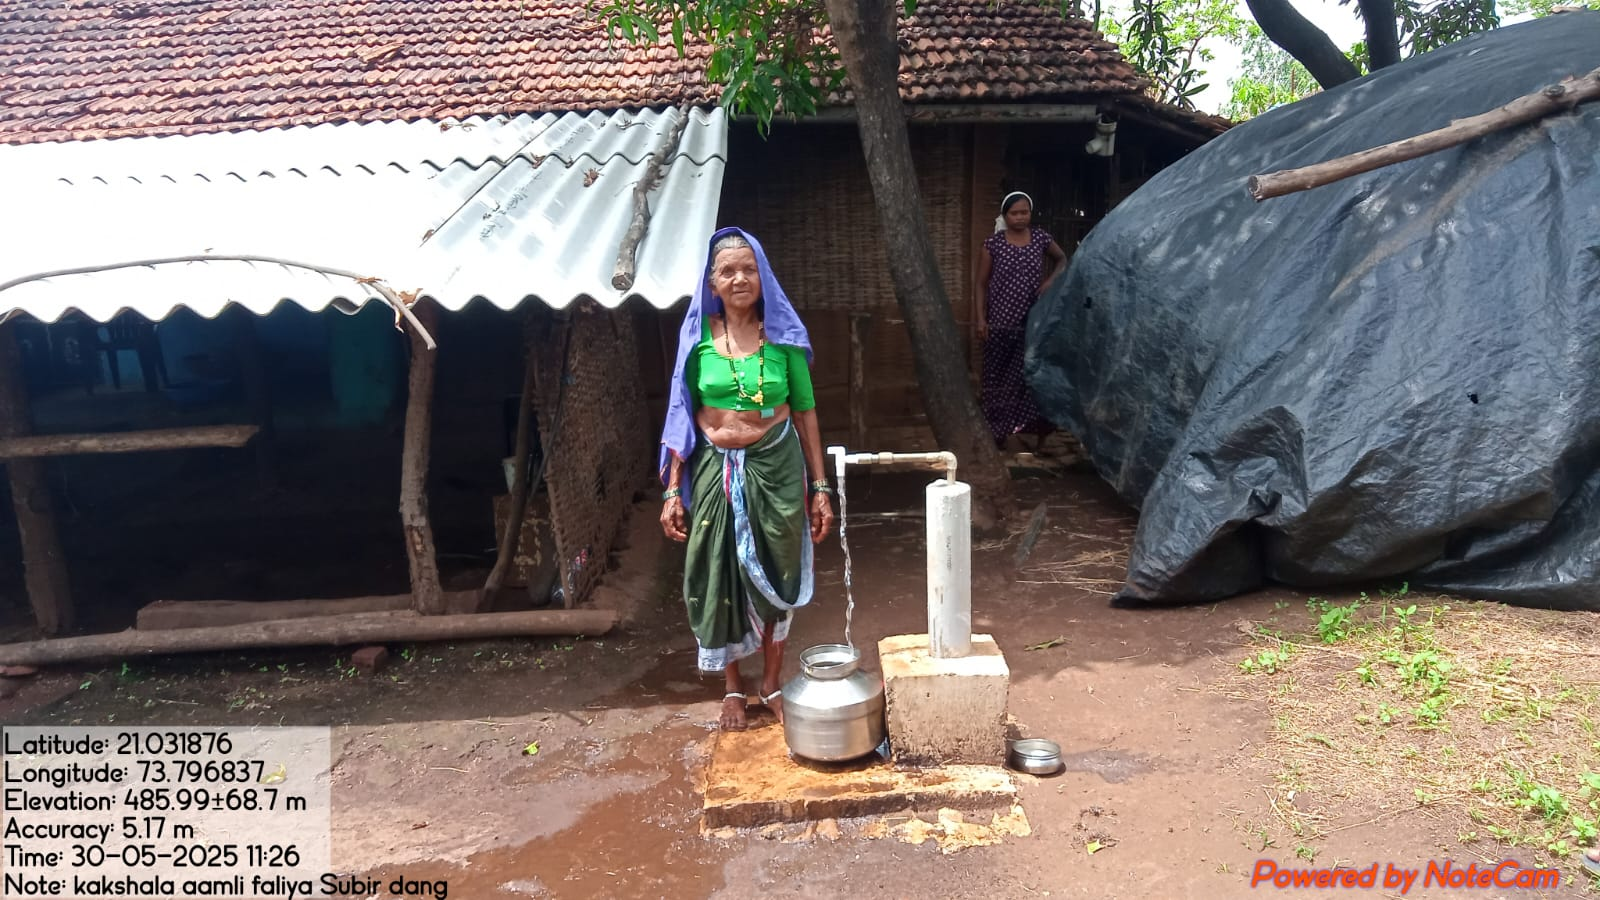 Latitude: 21.031876
Longitude: 73.796837
Elevation: 485.99±68.7 m
Accuracy: 5.17 m
Time: 30-05-2025 11:26
Note: kakshala aamli faliya Subir dang
Powered by NoteCam